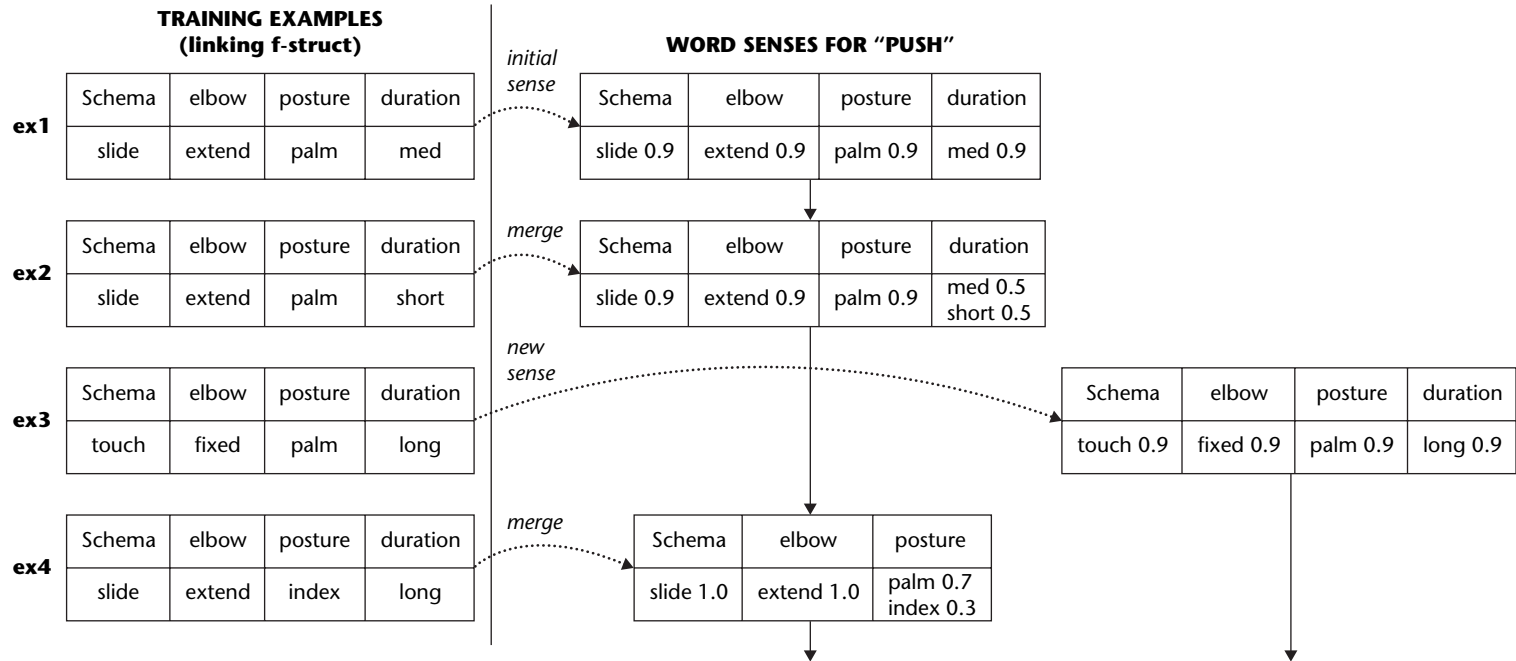 TRAINING EXAMPLES
(linking f-struct)
WORD SENSES FOR “PUSH”
ex1
Schema elbow posture duration
slide extend palm med
initial
sense
Schema elbow posture duration
slide 0.9 extend 0.9 palm 0.9 med 0.9
ex2
Schema elbow posture duration
slide extend palm short
merge
Schema elbow posture duration
slide 0.9 extend 0.9 palm 0.9 med 0.5
short 0.5
ex3
Schema elbow posture duration
touch fixed palm long
new
sense
Schema elbow posture duration
touch 0.9 fixed 0.9 palm 0.9 long 0.9
ex4
Schema elbow posture duration
slide extend index long
merge
Schema elbow posture
slide 1.0 extend 1.0 palm 0.7
index 0.3